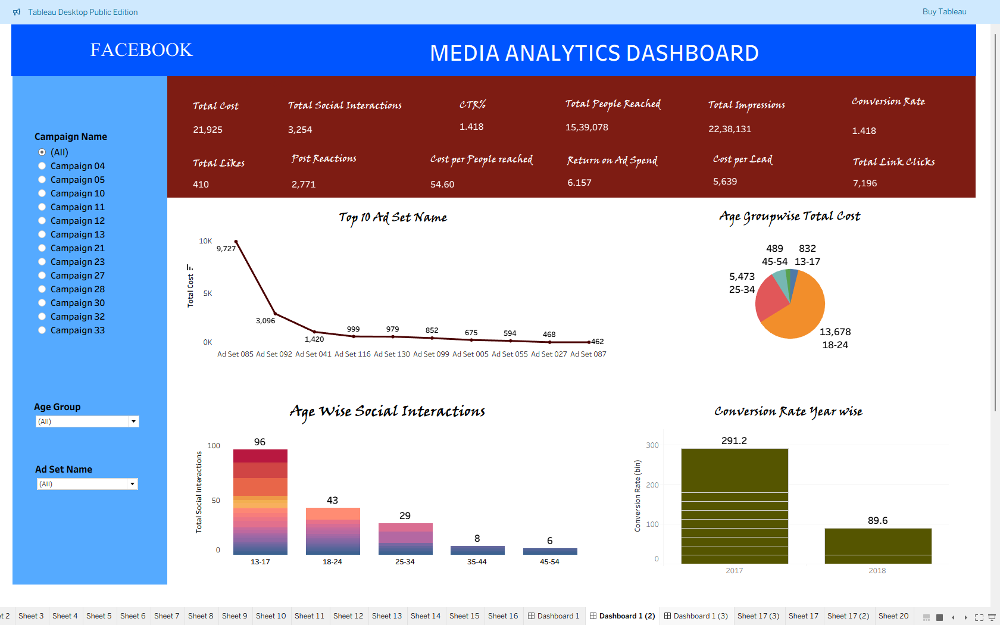 Tableau Desktop Public Edition
Buy Tableau
FACEBOOK
MEDIA ANALYTICS DASHBOARD
Campaign Name
(All)
Campaign 04
Campaign 05
Campaign 10
Campaign 11
Campaign 12
Campaign 13
Campaign 21
Campaign 23
Campaign 27
Campaign 28
Campaign 30
Campaign 32
Campaign 33
Age Group
(All)
Ad Set Name
(All)
Total Cost
21,925
Total Social Interactions
3,254
CTR%
1.418
Total People Reached
15,39,078
Total Impressions
22,38,131
Conversion Rate
1.418
Total Likes
410
Post Reactions
2,771
Cost per People reached
54.60
Return on Ad Spend
6.157
Cost per Lead
5,639
Total Link Clicks
7,196
Top 10 Ad Set Name
Total Cost
10K
5K
0K
9,727
3,096
1,420
999
979
852
675
594
468
462
Ad Set 085 Ad Set 092 Ad Set 041 Ad Set 116 Ad Set 130 Ad Set 099 Ad Set 005 Ad Set 055 Ad Set 027 Ad Set 087
Age Groupwise Total Cost
489
45-54
832
13-17
5,473
25-34
13,678
18-24
Age Wise Social Interactions
Total Social Interactions
100
50
0
96
43
29
8
6
13-17 18-24 25-34 35-44 45-54
Conversion Rate Year wise
Conversion Rate (bin)
300
200
100
0
291.2
89.6
2017 2018
et 2 Sheet 3 Sheet 4 Sheet 5 Sheet 6 Sheet 7 Sheet 8 Sheet 9 Sheet 10 Sheet 11 Sheet 12 Sheet 13 Sheet 14 Sheet 15 Sheet 16 Dashboard 1 Dashboard 1 (2) Dashboard 1 (3) Sheet 17 (3) Sheet 17 Sheet 17 (2) Sheet 20